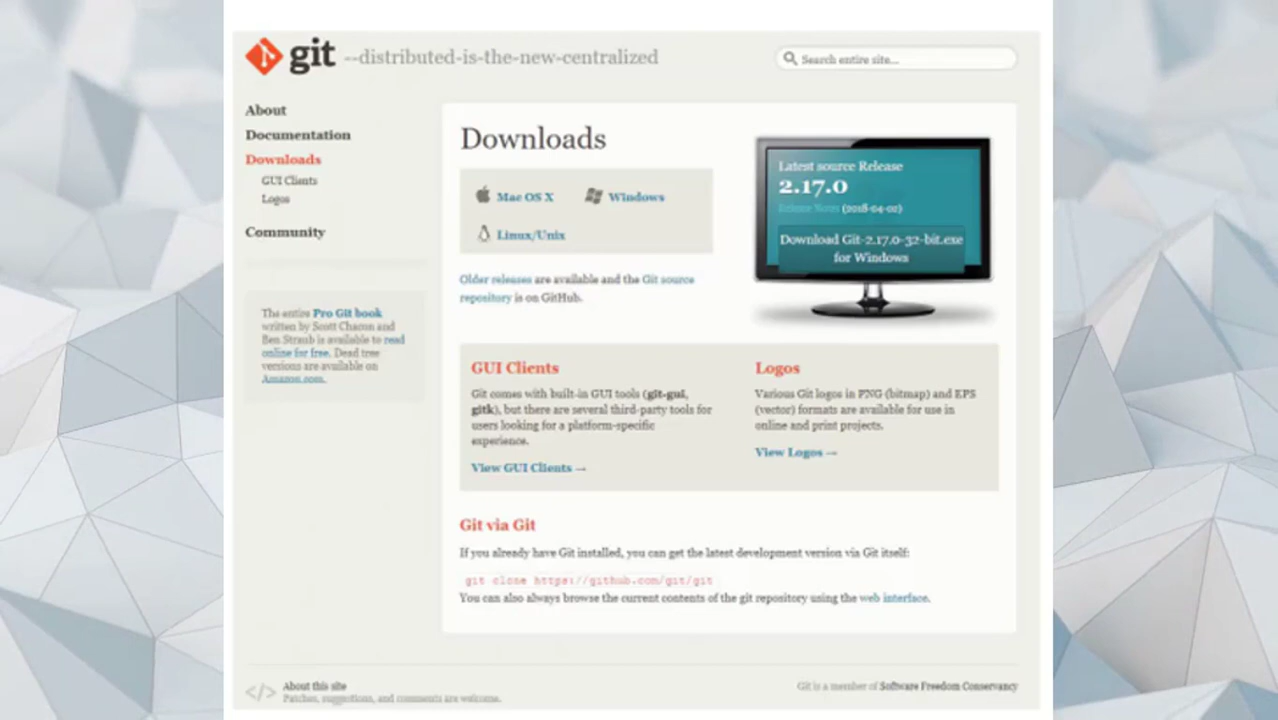 git --distributed-is-the-new-centralized
Search entire site...
About
Documentation
Downloads
GUI Clients
Logos
Community
The entire Pro Git book
written by Scott Chacon and
Ben Straub is available to read
online for free. Dead tree
versions are available on
Amazon.com.
Downloads
Mac OS X
Windows
Linux/Unix
Older releases are available and the Git source
repository is on GitHub.
Latest source Release
2.17.0
Release Notes (2018-04-02)
Download Git-2.17.0-32-bit.exe
for Windows
GUI Clients
Git comes with built-in GUI tools (git-gui,
gitk), but there are several third-party tools for
users looking for a platform-specific
experience.
View GUI Clients →
Logos
Various Git logos in PNG (bitmap) and EPS
(vector) formats are available for use in
online and print projects.
View Logos →
Git via Git
If you already have Git installed, you can get the latest development version via Git itself:
git clone https://github.com/git/git
You can also always browse the current contents of the git repository using the web interface.
</> About this site
Patches, suggestions, and comments are welcome.
Git is a member of Software Freedom Conservancy